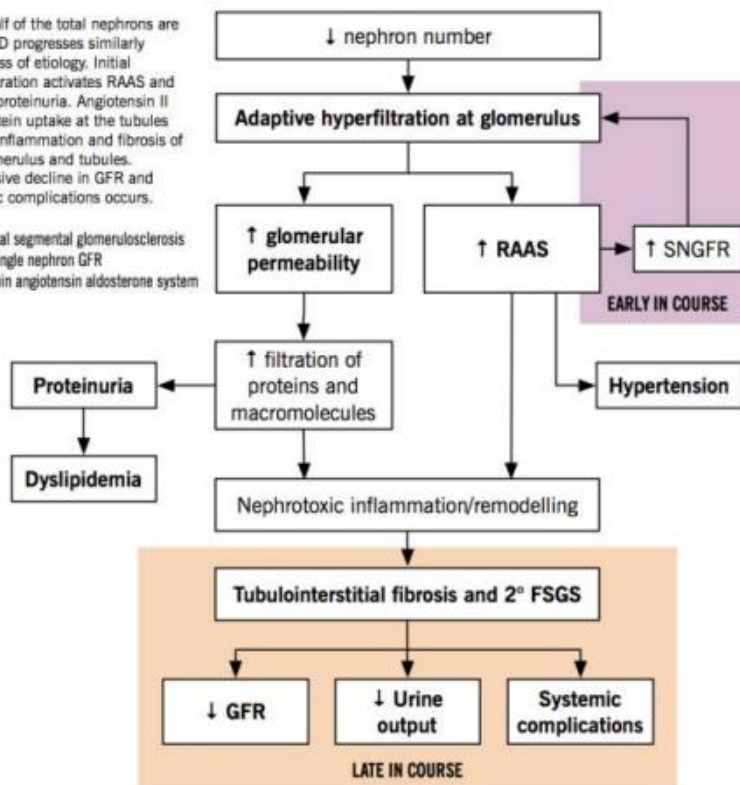 lf of the total nephrons are
D progresses similarly
ss of etiology. Initial
ration activates RAAS and
proteinuria. Angiotensin II
tein uptake at the tubules
nflammation and fibrosis of
merulus and tubules.
sive decline in GFR and
ic complications occurs.
al segmental glomerulosclerosis
ngle nephron GFR
in angiotensin aldosterone system
↓ nephron number
Adaptive hyperfiltration at glomerulus
↑ glomerular
permeability
↑ RAAS
↑ SNGFR
EARLY IN COURSE
Proteinuria
↑ filtration of
proteins and
macromolecules
Hypertension
Dyslipidemia
Nephrotoxic inflammation/remodelling
Tubulointerstitial fibrosis and 2° FSGS
↓ GFR
↓ Urine
output
Systemic
complications
LATE IN COURSE